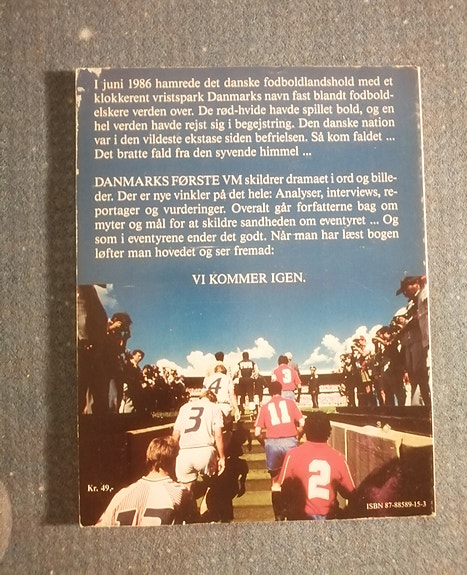 I juni 1986 hamrede det danske fodboldlandshold med et
klokkerent vristspark Danmarks navn fast blandt fodbold-
elskere verden over. De rød-hvide havde spillet bold, og en
hel verden havde rejst sig i begejstring. Den danske nation
var i den vildeste ekstase siden befrielsen. Så kom faldet ...
Det bratte fald fra den syvende himmel ...
DANMARKS FØRSTE VM skildrer dramaet i ord og bille-
der. Der er nye vinkler på det hele: Analyser, interviews, re-
portager og vurderinger. Overalt går forfatterne bag om
myter og mål for at skildre sandheden om eventyret ... Og
som i eventyrene ender det godt. Når man har læst bogen
løfter man hovedet og ser fremad:
VI KOMMER IGEN.
3
4
11
3
2
12
Kr. 49,-
ISBN 87-88589-15-3